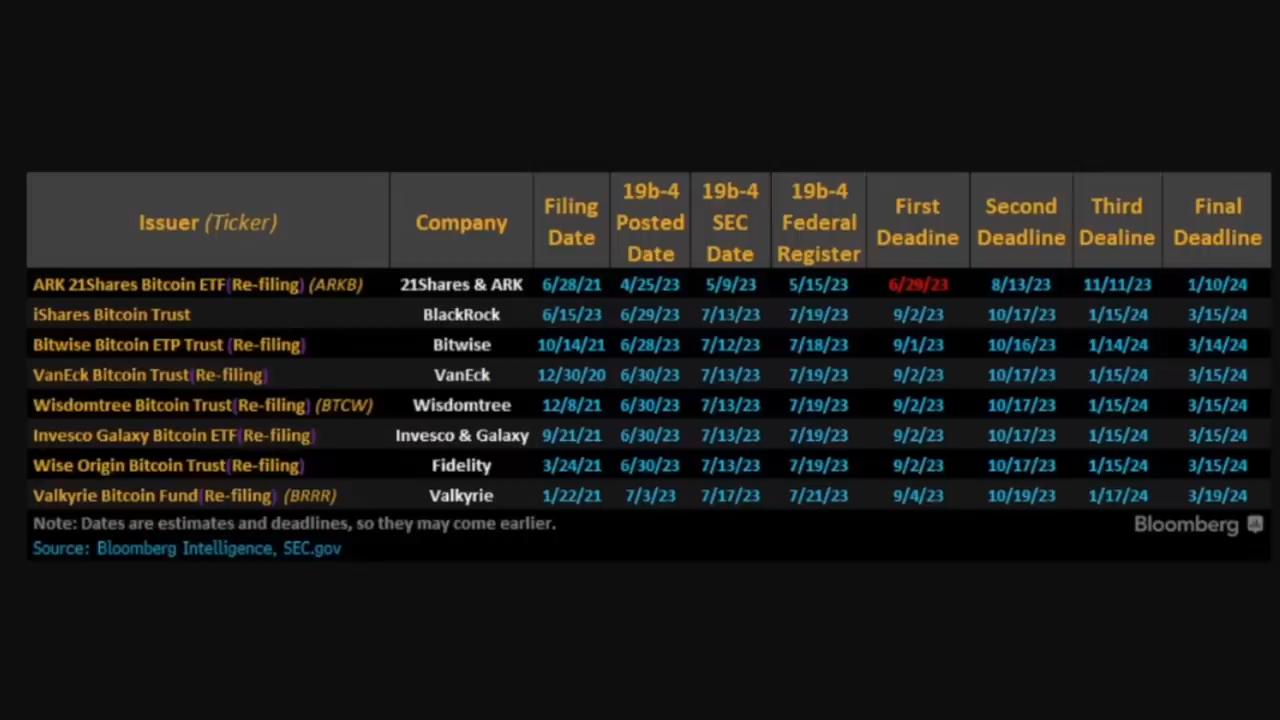 Issuer (Ticker) Company Filing Date 19b-4 Posted Date 19b-4 SEC Date 19b-4 Federal Register First Deadine Second Deadline Third Dealine Final Deadline
ARK 21Shares Bitcoin ETF(Re-filing) (ARKB) 21Shares & ARK 6/28/21 4/25/23 5/9/23 5/15/23 6/29/23 8/13/23 11/11/23 1/10/24
iShares Bitcoin Trust BlackRock 6/15/23 6/29/23 7/13/23 7/19/23 9/2/23 10/17/23 1/15/24 3/15/24
Bitwise Bitcoin ETP Trust (Re-filing) Bitwise 10/14/21 6/28/23 7/12/23 7/18/23 9/1/23 10/16/23 1/14/24 3/14/24
VanEck Bitcoin Trust(Re-filing) VanEck 12/30/20 6/30/23 7/13/23 7/19/23 9/2/23 10/17/23 1/15/24 3/15/24
Wisdomtree Bitcoin Trust(Re-filing) (BTCW) Wisdomtree 12/8/21 6/30/23 7/13/23 7/19/23 9/2/23 10/17/23 1/15/24 3/15/24
Invesco Galaxy Bitcoin ETF(Re-filing) Invesco & Galaxy 9/21/21 6/30/23 7/13/23 7/19/23 9/2/23 10/17/23 1/15/24 3/15/24
Wise Origin Bitcoin Trust(Re-filing) Fidelity 3/24/21 6/30/23 7/13/23 7/19/23 9/2/23 10/17/23 1/15/24 3/15/24
Valkyrie Bitcoin Fund(Re-filing) (BRRR) Valkyrie 1/22/21 7/3/23 7/17/23 7/21/23 9/4/23 10/19/23 1/17/24 3/19/24
Note: Dates are estimates and deadlines, so they may come earlier.
Bloomberg
Source: Bloomberg Intelligence, SEC.gov